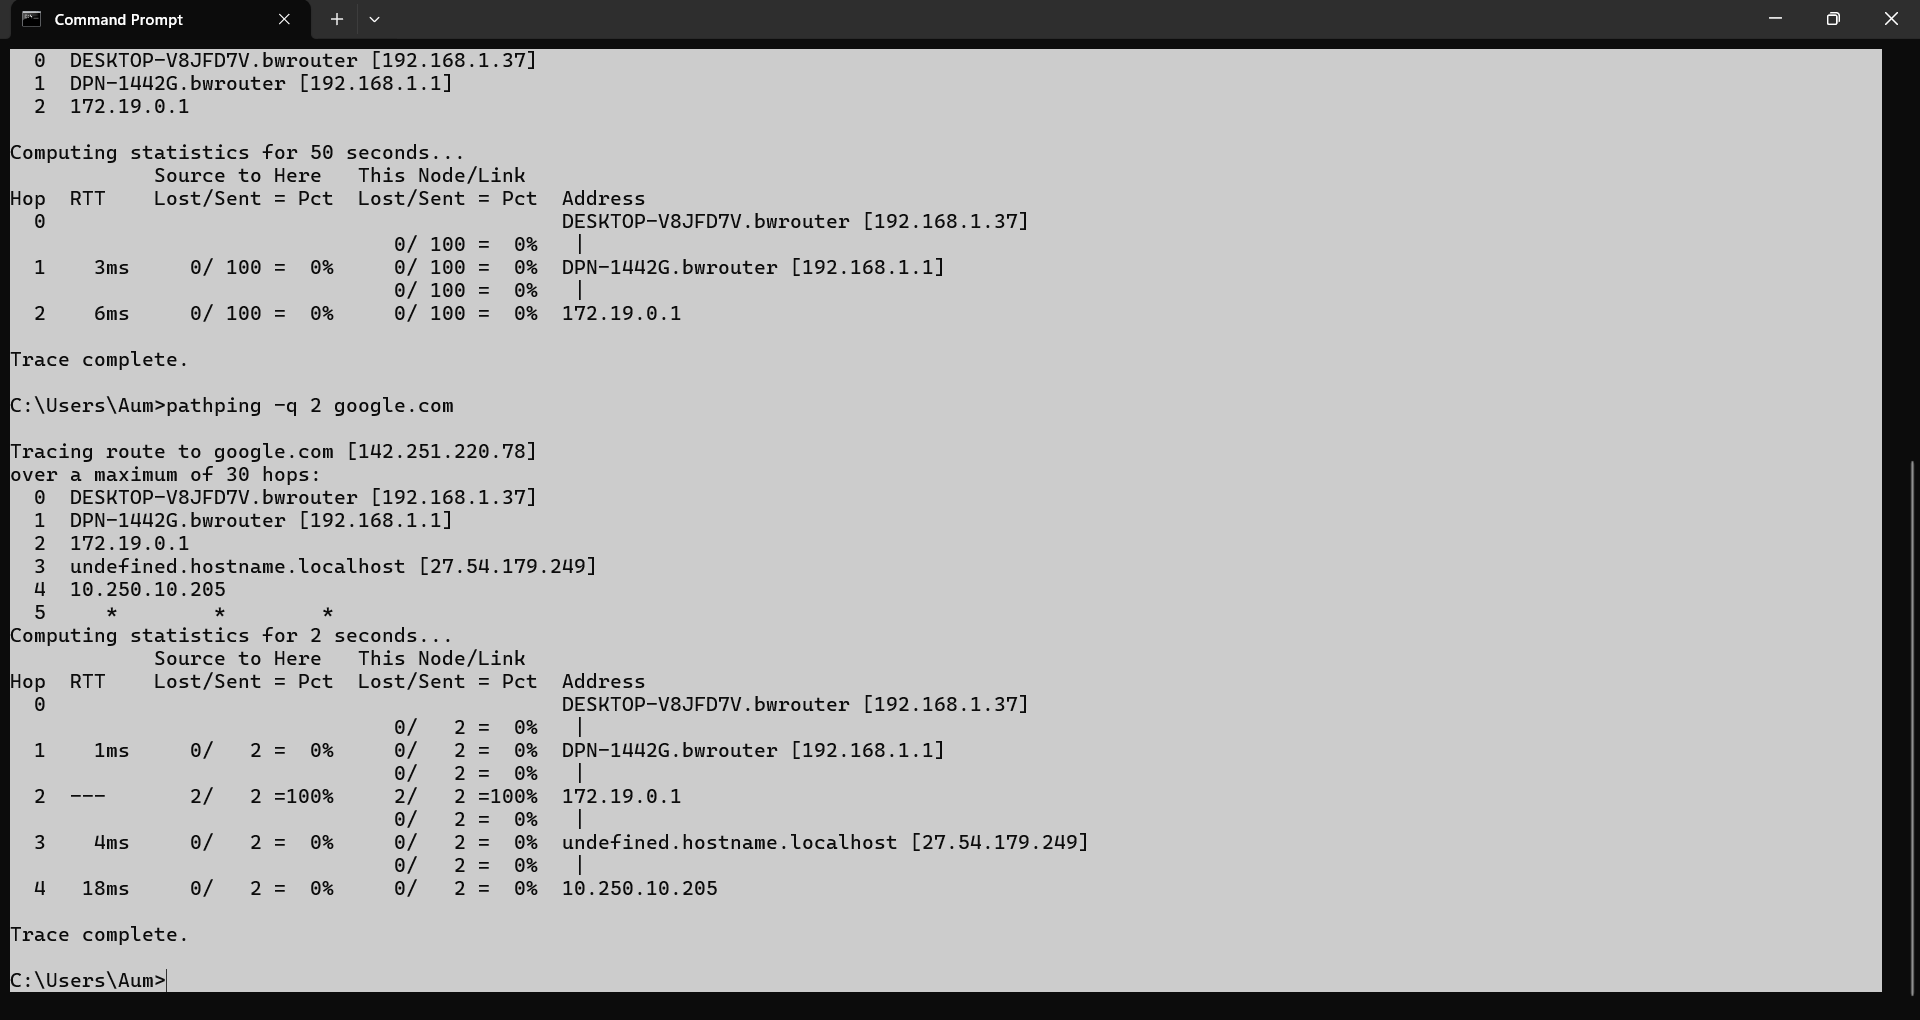 Command Prompt
  0  DESKTOP-V8JFD7V.bwrouter [192.168.1.37]
  1  DPN-1442G.bwrouter [192.168.1.1]
  2  172.19.0.1

Computing statistics for 50 seconds...
            Source to Here   This Node/Link
Hop  RTT    Lost/Sent = Pct  Lost/Sent = Pct  Address
  0                                           DESKTOP-V8JFD7V.bwrouter [192.168.1.37]
                                0/ 100 =  0%   |
  1    3ms     0/ 100 =  0%     0/ 100 =  0%  DPN-1442G.bwrouter [192.168.1.1]
                                0/ 100 =  0%   |
  2    6ms     0/ 100 =  0%     0/ 100 =  0%  172.19.0.1

Trace complete.

C:\Users\Aum>pathping -q 2 google.com

Tracing route to google.com [142.251.220.78]
over a maximum of 30 hops:
  0  DESKTOP-V8JFD7V.bwrouter [192.168.1.37]
  1  DPN-1442G.bwrouter [192.168.1.1]
  2  172.19.0.1
  3  undefined.hostname.localhost [27.54.179.249]
  4  10.250.10.205
  5     *        *        *
Computing statistics for 2 seconds...
            Source to Here   This Node/Link
Hop  RTT    Lost/Sent = Pct  Lost/Sent = Pct  Address
  0                                           DESKTOP-V8JFD7V.bwrouter [192.168.1.37]
                                0/   2 =  0%   |
  1    1ms     0/   2 =  0%     0/   2 =  0%  DPN-1442G.bwrouter [192.168.1.1]
                                0/   2 =  0%   |
  2  ---       2/   2 =100%     2/   2 =100%  172.19.0.1
                                0/   2 =  0%   |
  3    4ms     0/   2 =  0%     0/   2 =  0%  undefined.hostname.localhost [27.54.179.249]
                                0/   2 =  0%   |
  4   18ms     0/   2 =  0%     0/   2 =  0%  10.250.10.205

Trace complete.

C:\Users\Aum>